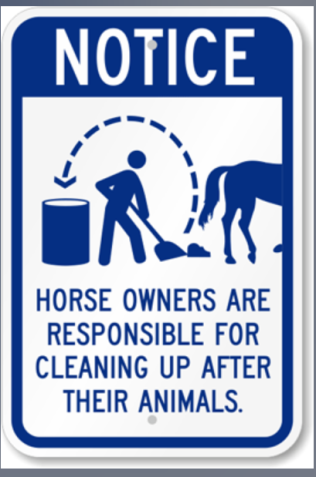 NOTICE
HORSE OWNERS ARE
RESPONSIBLE FOR
CLEANING UP AFTER
THEIR ANIMALS.